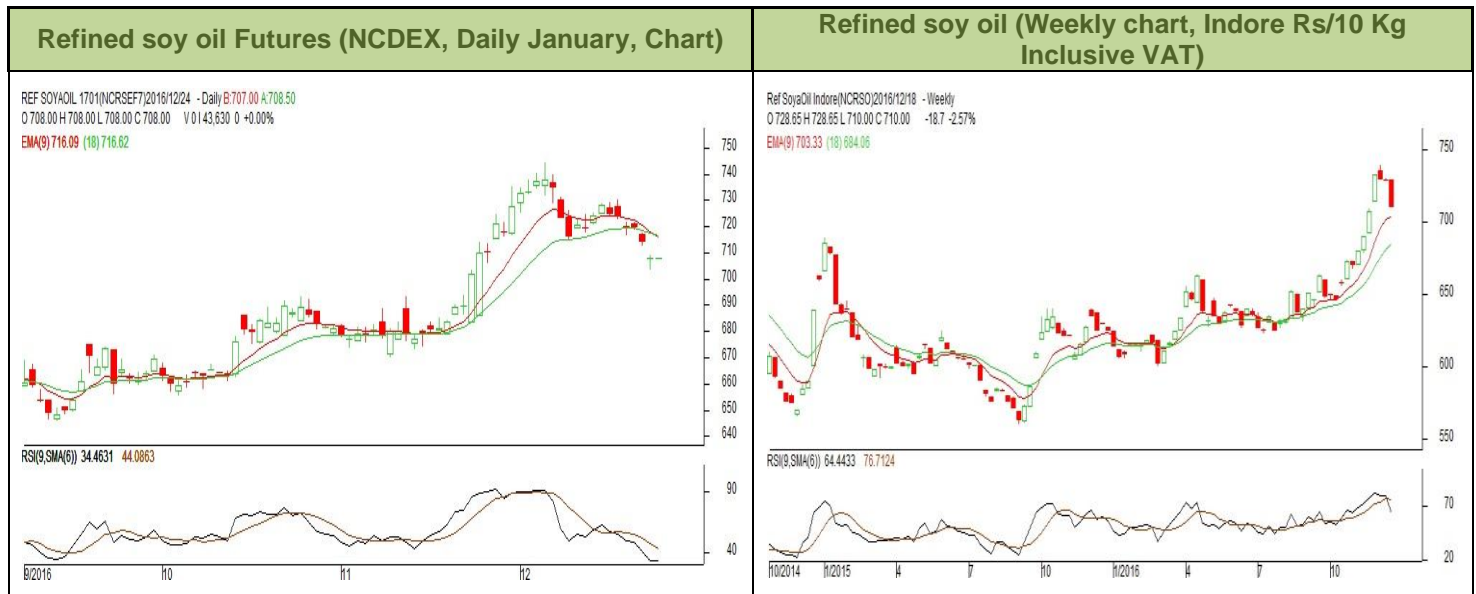 Refined soy oil Futures (NCDEX, Daily January, Chart)
REF SOYAOIL 1701(NCRSEF7)2016/12/24 - Daily B:707.00 A:708.50
O 708.00 H 708.00 L 708.00 C 708.00 V 0 I 43,630 0 +0.00%
EMA(9) 716.09 (18) 716.62
750
740
730
720
710
700
690
680
670
660
650
640
RSI(9,SMA(6)) 34.4631 44.0863
90
40
9/2016 10 11 12
Refined soy oil (Weekly chart, Indore Rs/10 Kg
Inclusive VAT)
Ref SoyaOil Indore(NCRSO)2016/12/18 - Weekly
O 728.65 H 728.65 L 710.00 C 710.00 -18.7 -2.57%
EMA(9) 703.33 (18) 684.06
750
700
650
600
550
RSI(9,SMA(6)) 64.4433 76.7124
70
20
10/2014 1/2015 4 7 10 1/2016 4 7 10